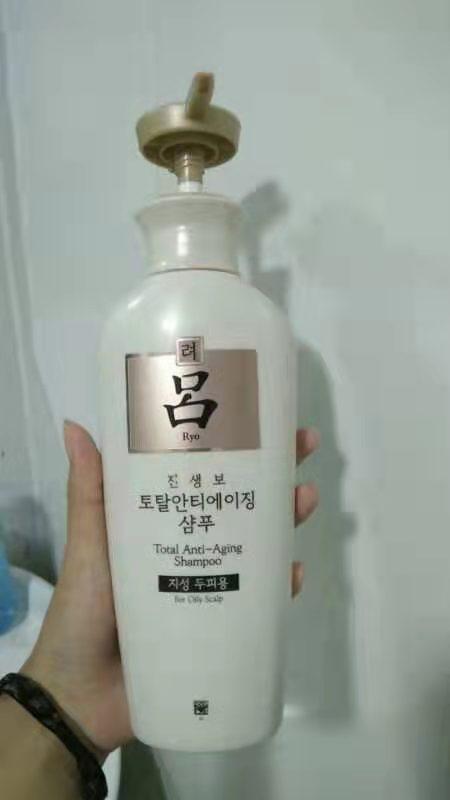 려
呂
Ryo
진생보
토탈안티에이징
샴푸
Total Anti-Aging
Shampoo
지성 두피용
For Oily Scalp